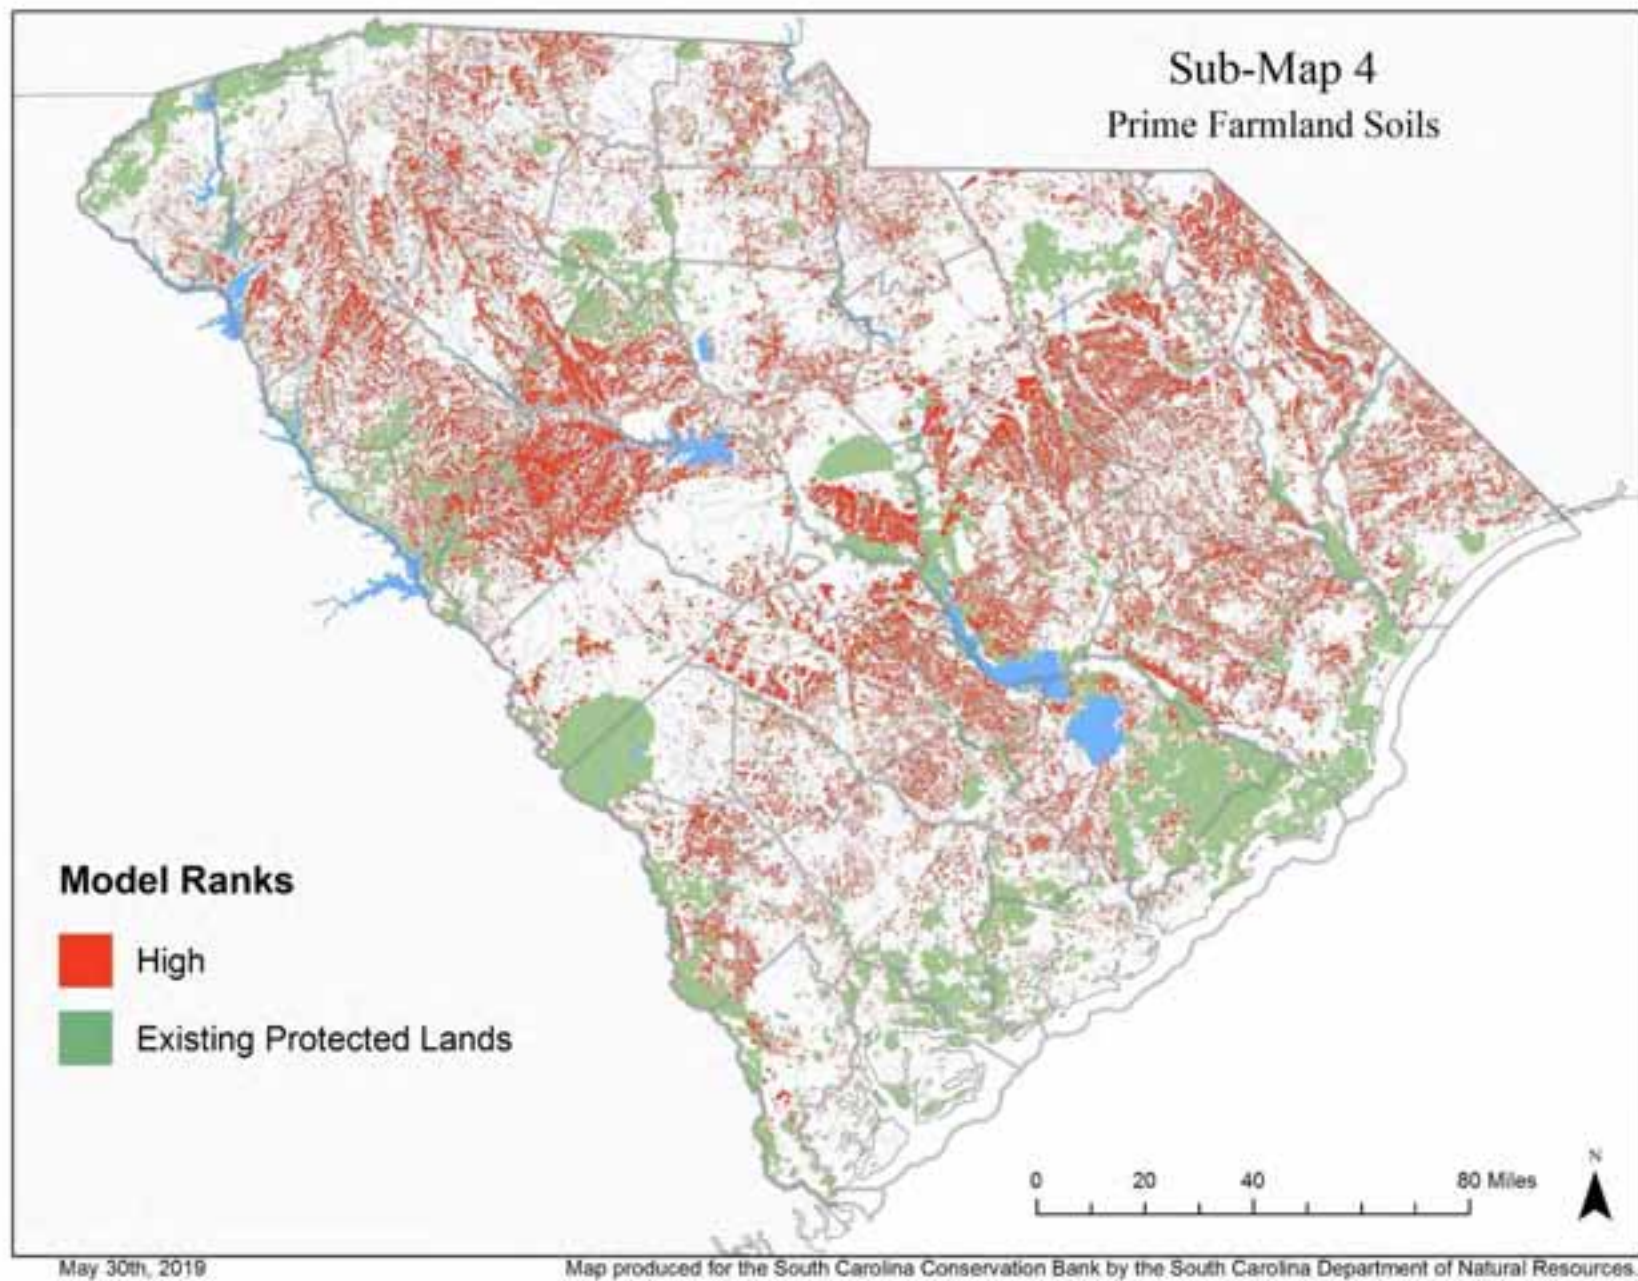 Sub-Map 4
Prime Farmland Soils
Model Ranks
High
Existing Protected Lands
0 20 40 80 Miles
N
May 30th, 2019
Map produced for the South Carolina Conservation Bank by the South Carolina Department of Natural Resources.